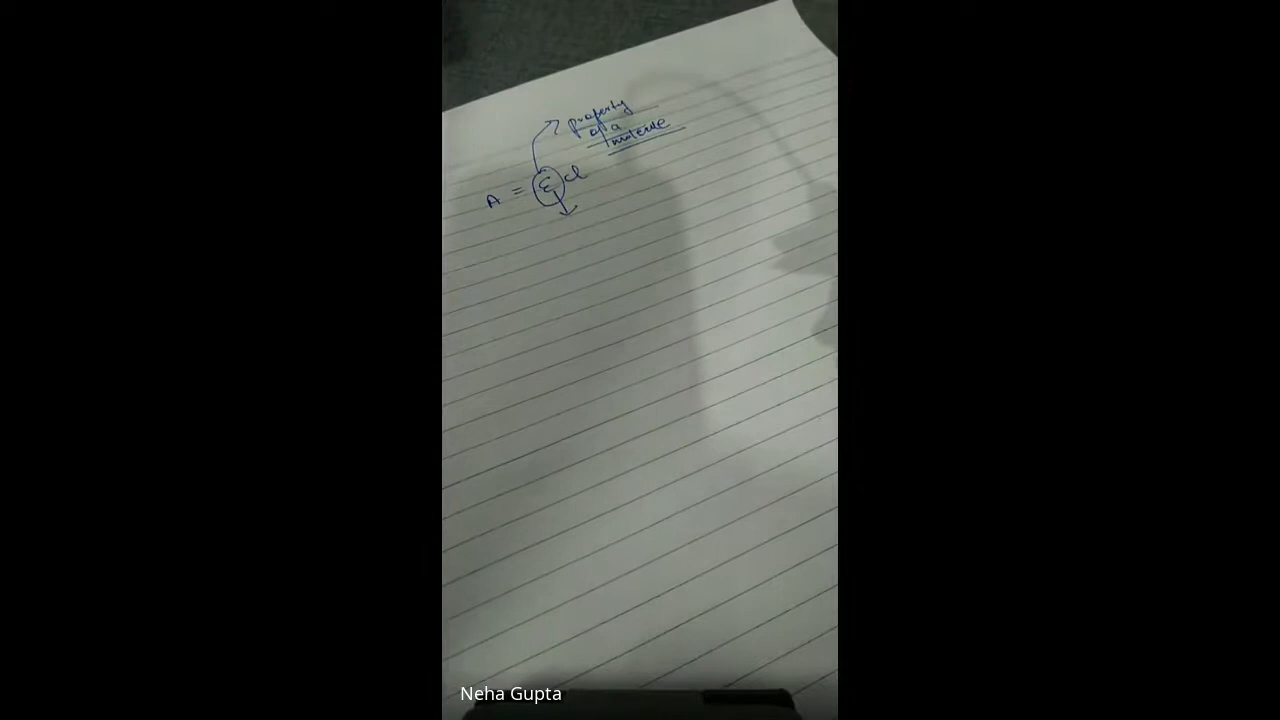 property
of a
molecule
A = εcl
Neha Gupta